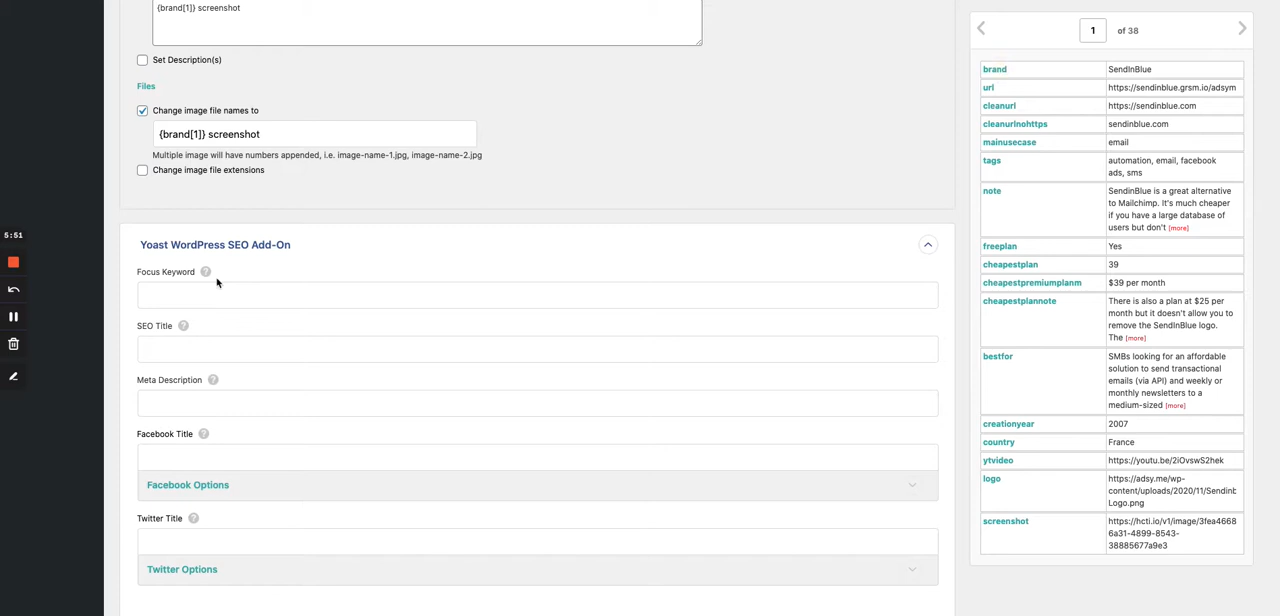 {brand[1]} screenshot
Set Description(s)
Files
Change image file names to
{brand[1]} screenshot
Multiple image will have numbers appended, i.e. image-name-1.jpg, image-name-2.jpg
Change image file extensions
5:51
Yoast WordPress SEO Add-On
Focus Keyword ?
SEO Title ?
Meta Description ?
Facebook Title ?
Facebook Options
Twitter Title ?
Twitter Options
1 of 38
brand SendInBlue
url https://sendinblue.grsm.io/adsym
cleanurl https://sendinblue.com
cleanurlnohttps sendinblue.com
mainusecase email
tags automation, email, facebook
ads, sms
note SendinBlue is a great alternative
to Mailchimp. It's much cheaper
if you have a large database of
users but don't [more]
freeplan Yes
cheapestplan 39
cheapestpremiumplanm $39 per month
cheapestplannote There is also a plan at $25 per
month but it doesn't allow you to
remove the SendInBlue logo.
The [more]
bestfor SMBs looking for an affordable
solution to send transactional
emails (via API) and weekly or
monthly newsletters to a
medium-sized [more]
creationyear 2007
country France
ytvideo https://youtu.be/2iOvswS2hek
logo https://adsy.me/wp-
content/uploads/2020/11/Sendinb
Logo.png
screenshot https://hcti.io/v1/image/3fea4668
6a31-4899-8543-
38885677a9e3